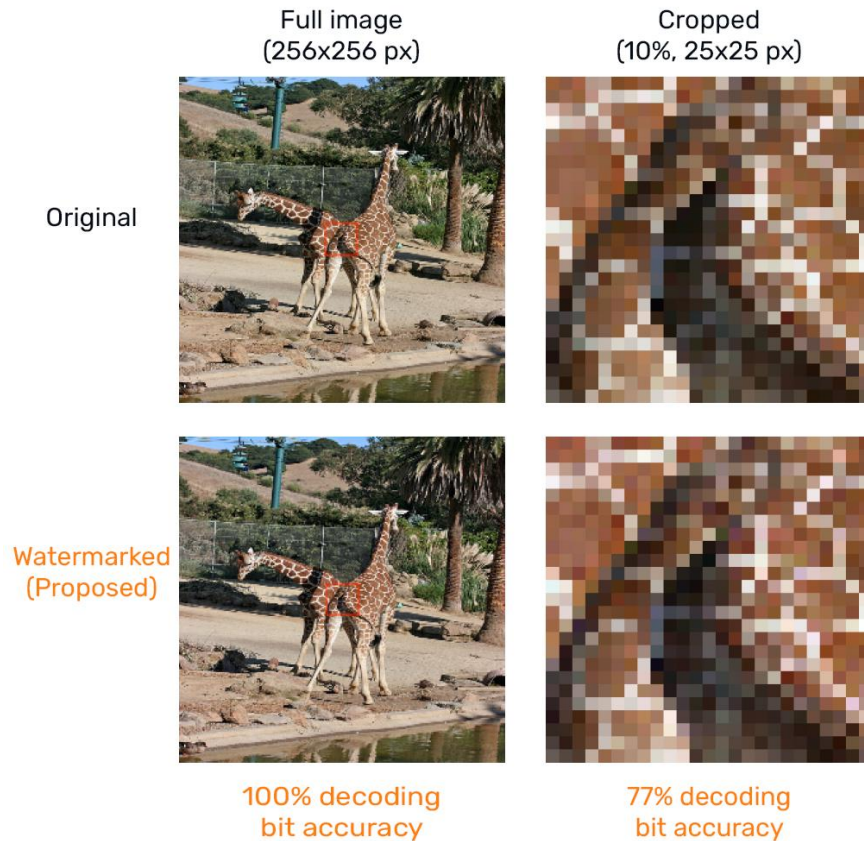 Full image
(256x256 px)
Cropped
(10%, 25x25 px)
Original
Watermarked
(Proposed)
100% decoding
bit accuracy
77% decoding
bit accuracy